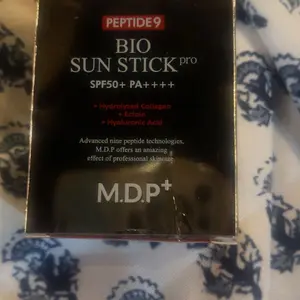 PEPTIDE9
BIO
SUN STICK pro
SPF50+ PA++++
+ Hydrolyzed Collagen
+ Ectoin
+ Hyaluronic Acid
Advanced nine peptide technologies,
M.D.P offers an amazing
effect of professional skincare
M.D.P+